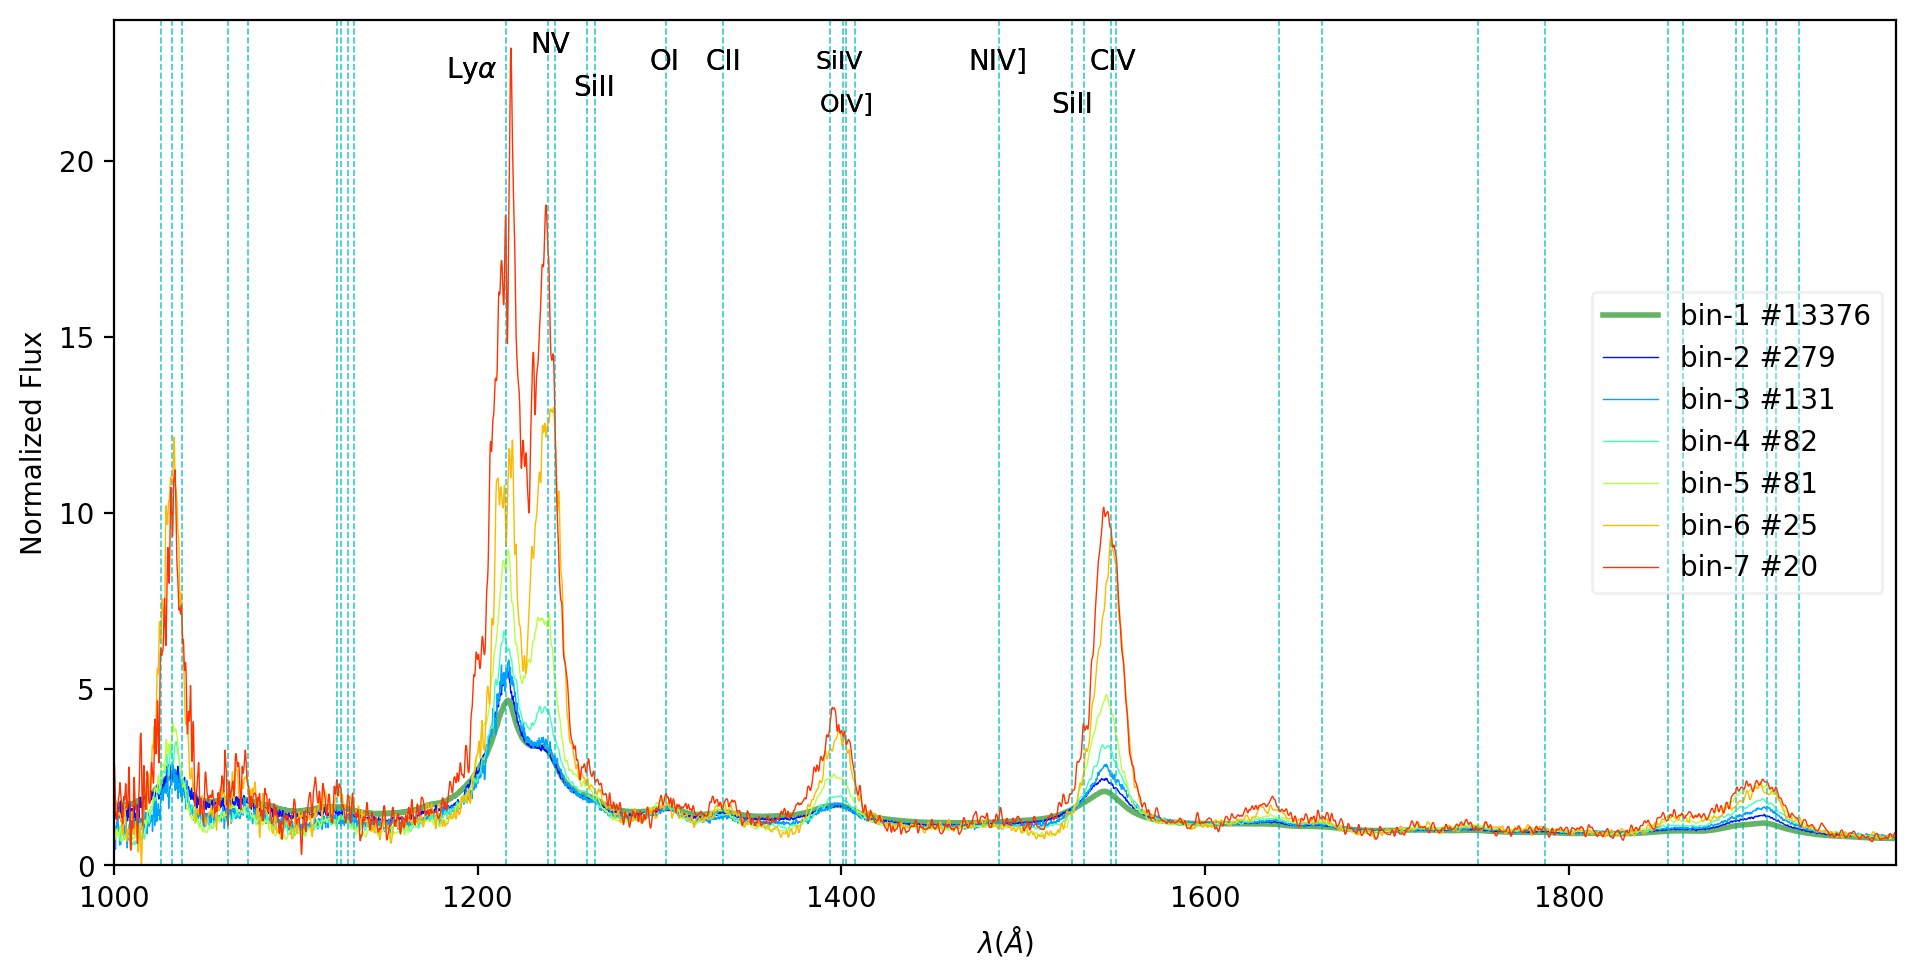 NV
Lyα
OI
CII
SiIV
NIV]
CIV
SiII
OIV]
SiII
20
15
10
5
0
Normalized Flux
bin-1 #13376
bin-2 #279
bin-3 #131
bin-4 #82
bin-5 #81
bin-6 #25
bin-7 #20
1000
1200
1400
1600
1800
λ(Å)